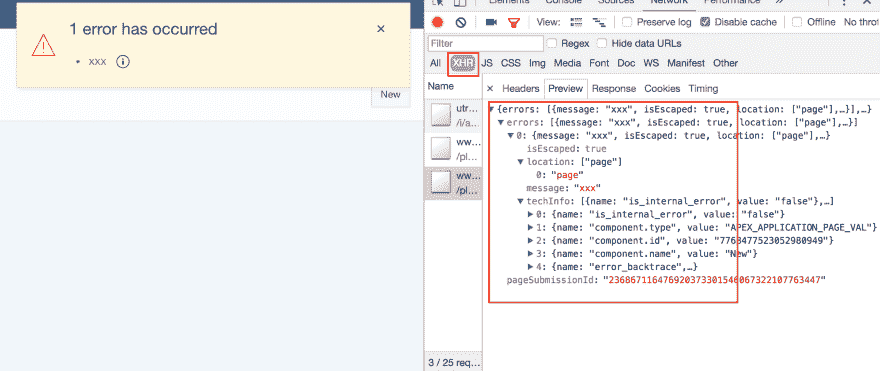 1 error has occurred
xxx
New
Elements Console Sources Network Performance
View: Preserve log Disable cache Offline No thro
Filter Regex Hide data URLs
All XHR JS CSS Img Media Font Doc WS Manifest Other
Name
Headers Preview Response Cookies Timing
utr...
/i/a...
ww...
/pl...
ww...
/pl...
{errors: [{message: "xxx", isEscaped: true, location: ["page"],…}],…}
errors: [{message: "xxx", isEscaped: true, location: ["page"],…}]
0: {message: "xxx", isEscaped: true, location: ["page"],…}
isEscaped: true
location: ["page"]
0: "page"
message: "xxx"
techInfo: [{name: "is_internal_error", value: "false"},…]
0: {name: "is_internal_error", value: "false"}
1: {name: "component.type", value: "APEX_APPLICATION_PAGE_VAL"}
2: {name: "component.id", value: "7763477523052980949"}
3: {name: "component.name", value: "New"}
4: {name: "error_backtrace",…}
pageSubmissionId:
3 / 25 req...